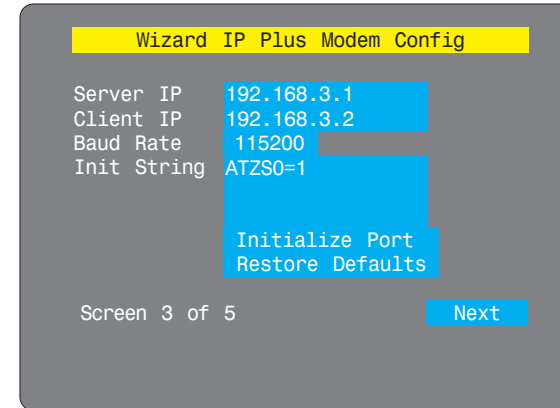 Wizard IP Plus Modem Config
Server IP 192.168.3.1
Client IP 192.168.3.2
Baud Rate 115200
Init String ATZS0=1
Initialize Port
Restore Defaults
Screen 3 of 5 Next